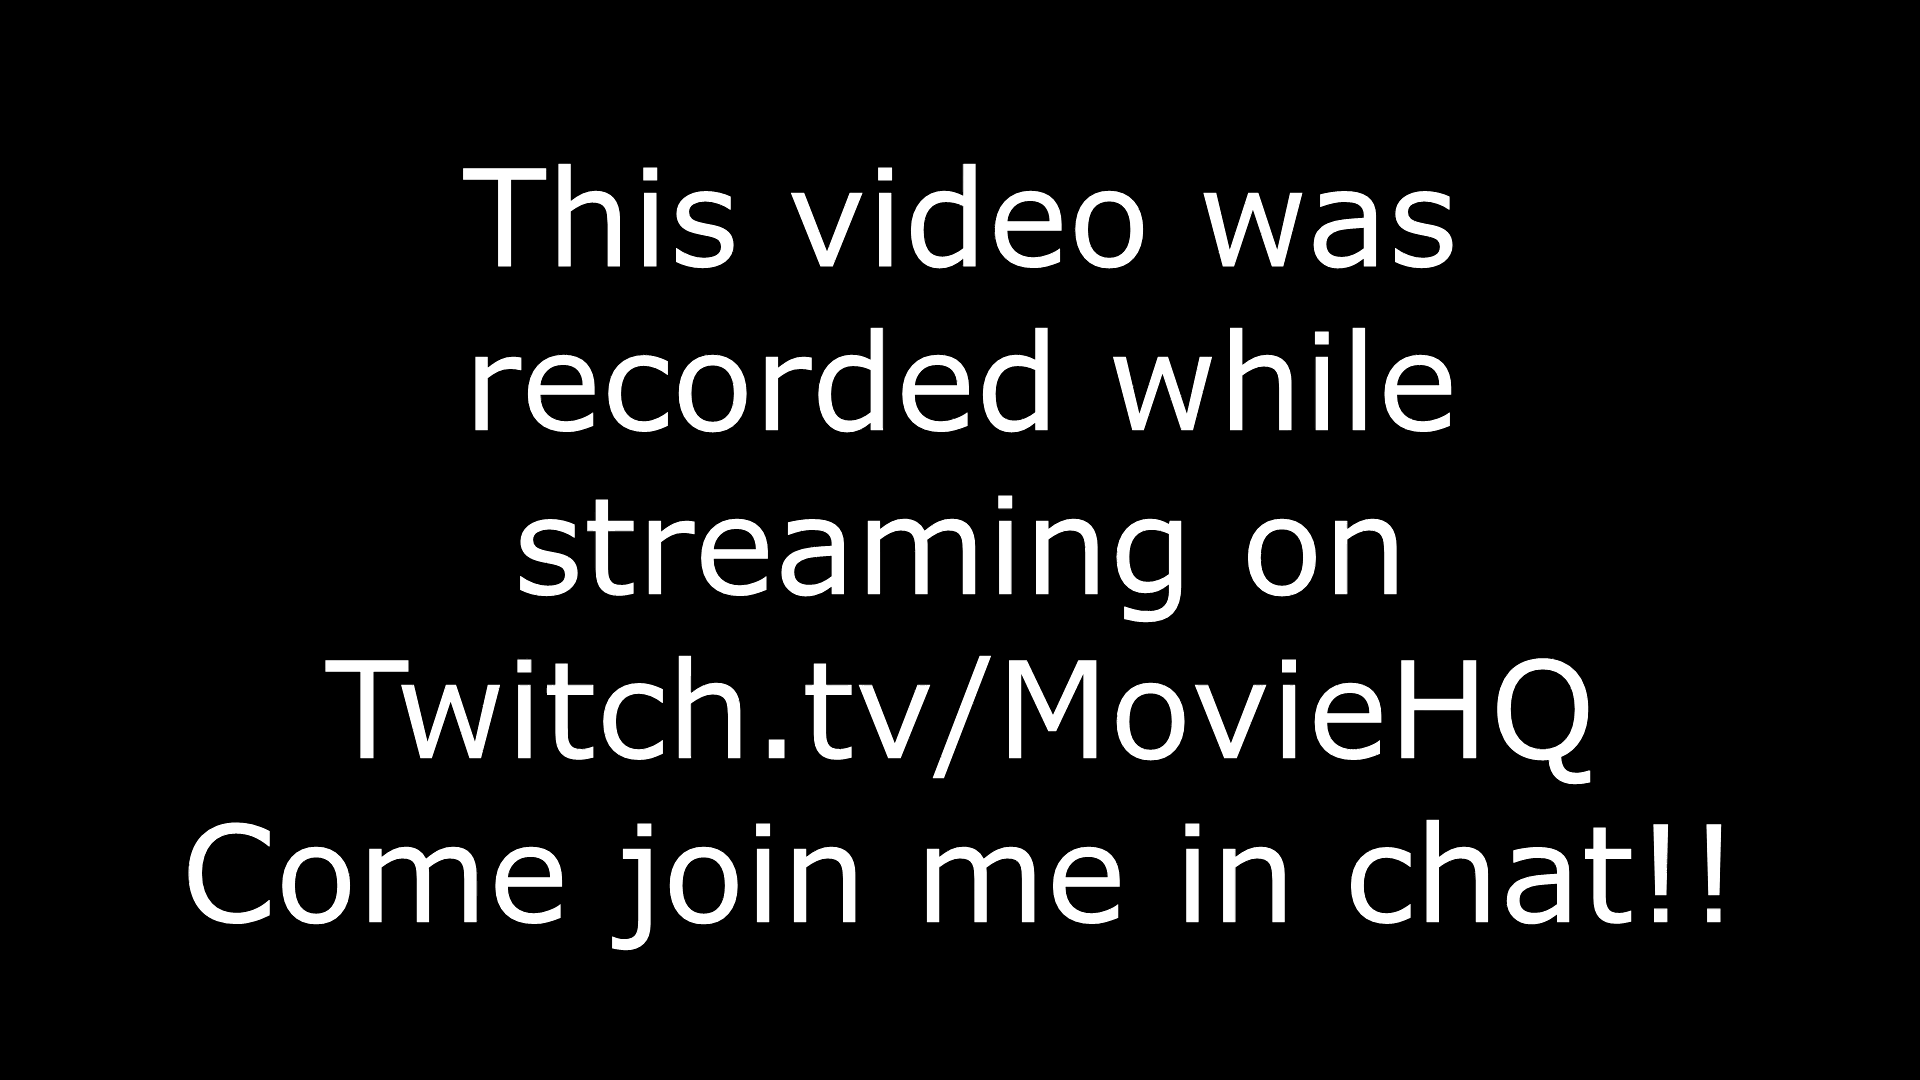 This video was
recorded while
streaming on
Twitch.tv/MovieHQ
Come join me in chat!!